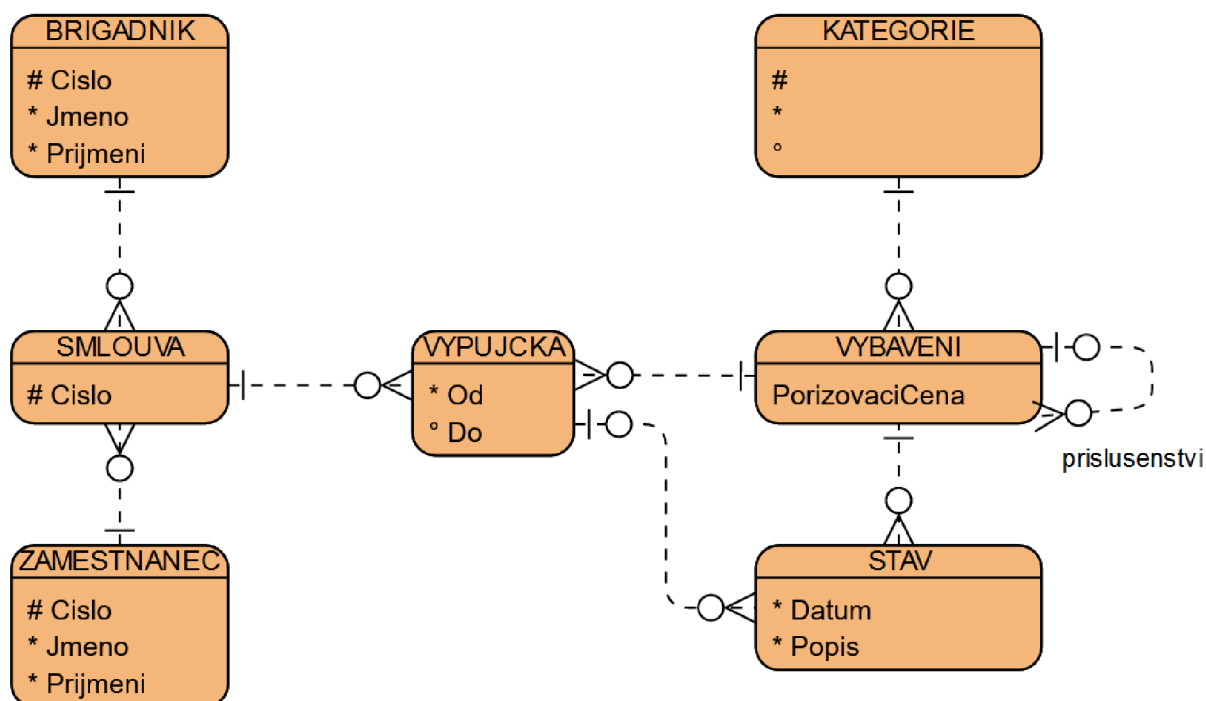 BRIGADNIK
# Cislo
* Jmeno
* Prijmeni
KATEGORIE
#
*
°
SMLOUVA
# Cislo
VYPUJCKA
* Od
° Do
VYBAVENI
PorizovaciCena
prislusenstvi
ZAMESTNANEC
# Cislo
* Jmeno
* Prijmeni
STAV
* Datum
* Popis